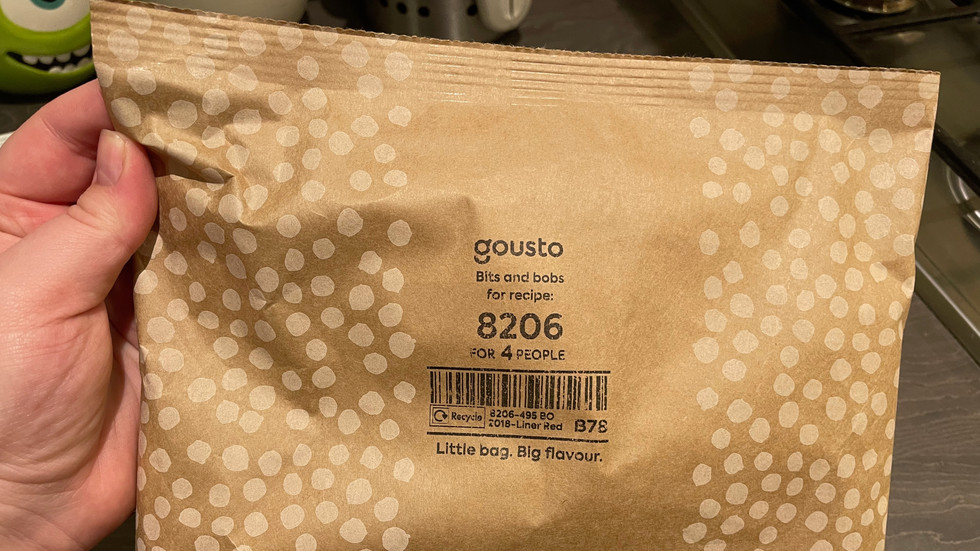 gousto
Bits and bobs
for recipe:
8206
FOR 4 PEOPLE
Recycle
8206-495 BO
2018-Liner Red
B78
Little bag. Big flavour.